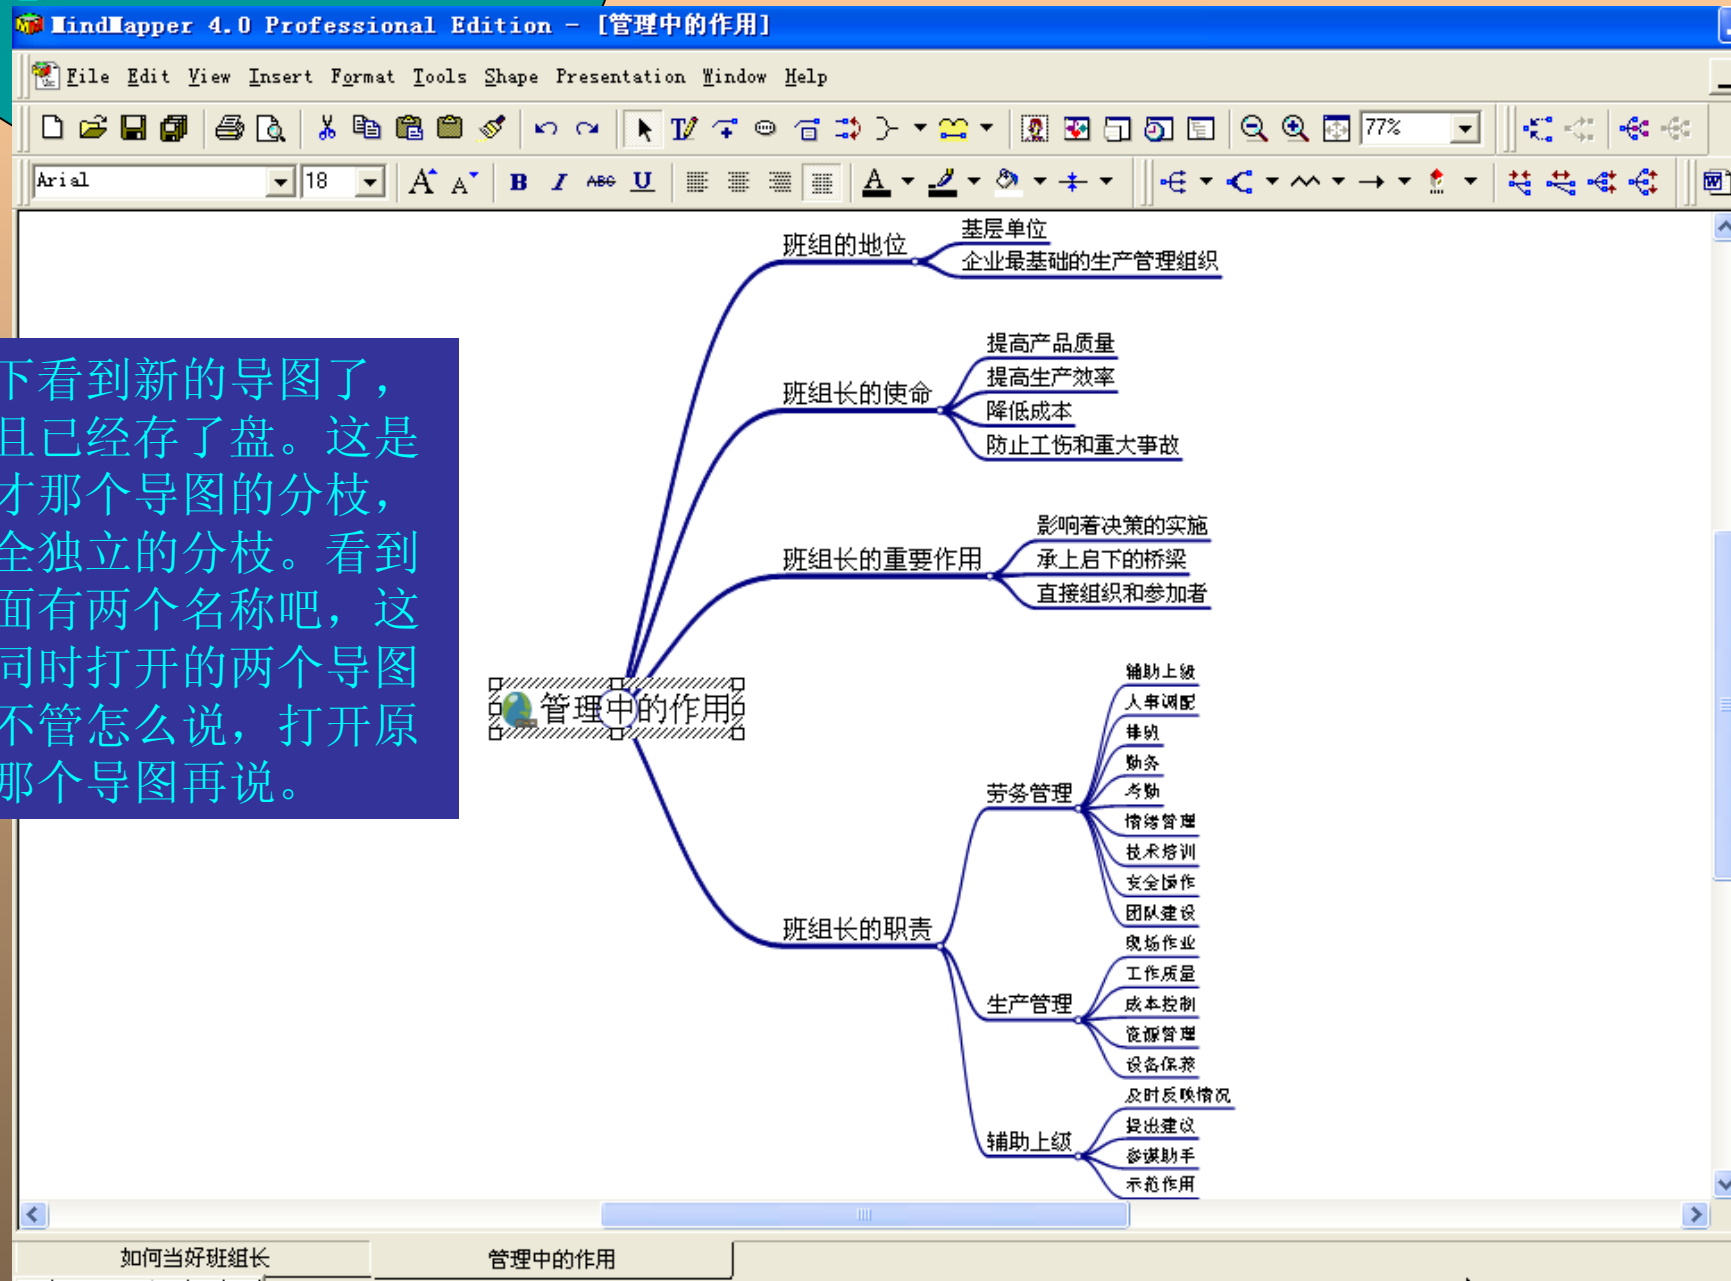 MindMapper 4.0 Professional Edition - [管理中的作用]
File Edit View Insert Format Tools Shape Presentation Window Help
77%
Arial 18
班组的地位
基层单位
企业最基础的生产管理组织
班组长的使命
提高产品质量
提高生产效率
降低成本
防止工伤和重大事故
班组长的重要作用
影响着决策的实施
承上启下的桥梁
直接组织和参加者
下看到新的导图了，
且已经存了盘。这是
才那个导图的分枝，
全独立的分枝。看到
面有两个名称吧，这
同时打开的两个导图
不管怎么说，打开原
那个导图再说。
管理中的作用
班组长的职责
劳务管理
辅助上级
人事调配
排班
勤务
考勤
情绪管理
技术培训
安全操作
团队建设
生产管理
现场作业
工作质量
成本控制
资源管理
设备保养
辅助上级
及时反映情况
提出建议
参谋助手
示范作用
如何当好班组长
管理中的作用